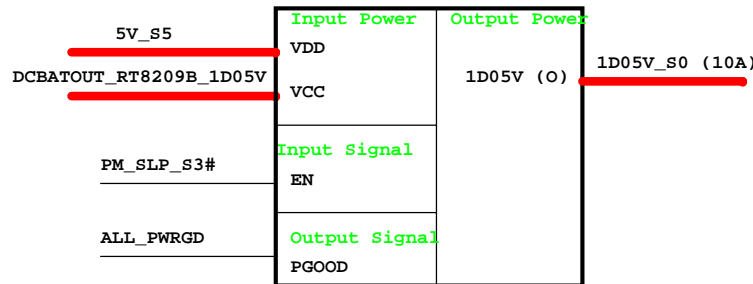 Input Power Output Power
5V_S5
VDD
1D05V_S0 (10A)
DCBATOUT_RT8209B_1D05V
1D05V (O)
VCC
Input Signal
PM_SLP_S3#
EN
ALL_PWRGD
Output Signal
PGOOD